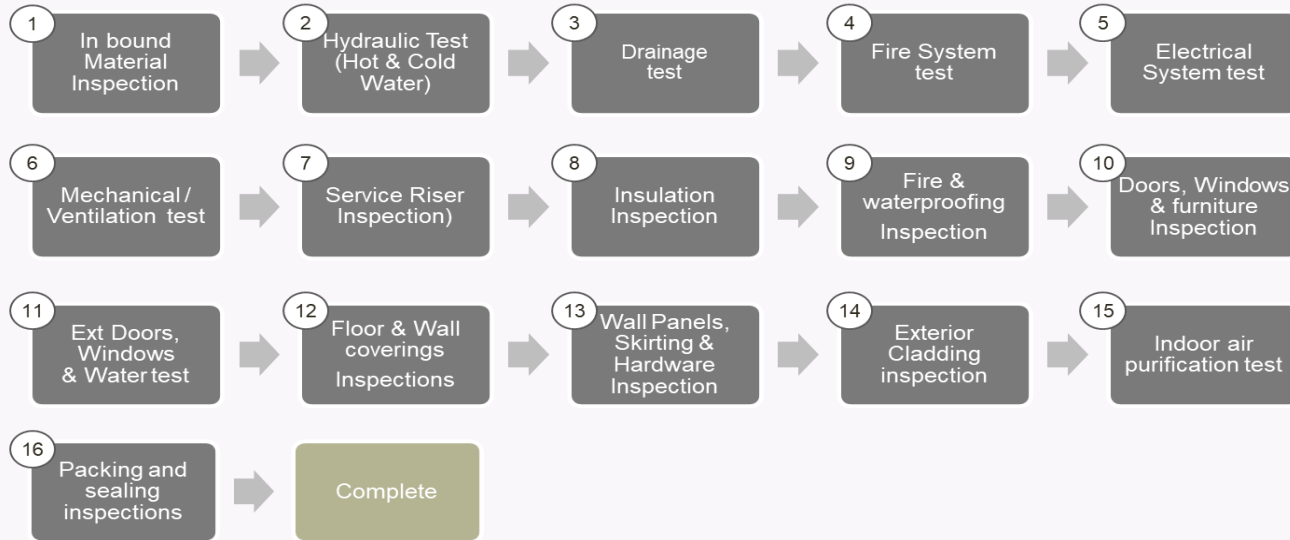 1
In bound
Material
Inspection
2
Hydraulic Test
(Hot & Cold
Water)
3
Drainage
test
4
Fire System
test
5
Electrical
System test
6
Mechanical /
Ventilation test
7
Service Riser
Inspection)
8
Insulation
Inspection
9
Fire &
waterproofing
Inspection
10
Doors, Windows
& furniture
Inspection
11
Ext Doors,
Windows
& Water test
12
Floor & Wall
coverings
Inspections
13
Wall Panels,
Skirting &
Hardware
Inspection
14
Exterior
Cladding
inspection
15
Indoor air
purification test
16
Packing and
sealing
inspections
Complete